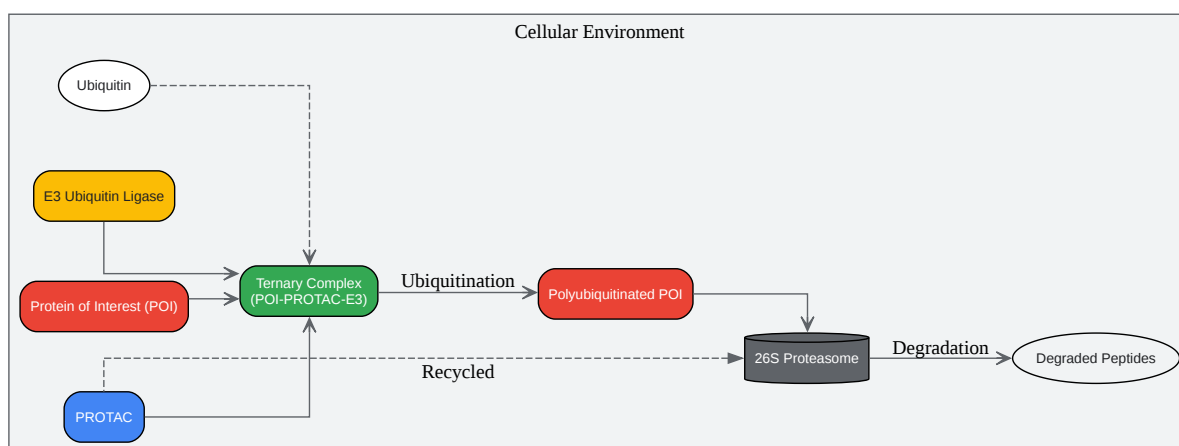 Cellular Environment
Ubiquitin
E3 Ubiquitin Ligase
Ternary Complex
(POI-PROTAC-E3)
Ubiquitination
Polyubiquitinated POI
Protein of Interest (POI)
26S Proteasome
Degradation
Degraded Peptides
Recycled
PROTAC